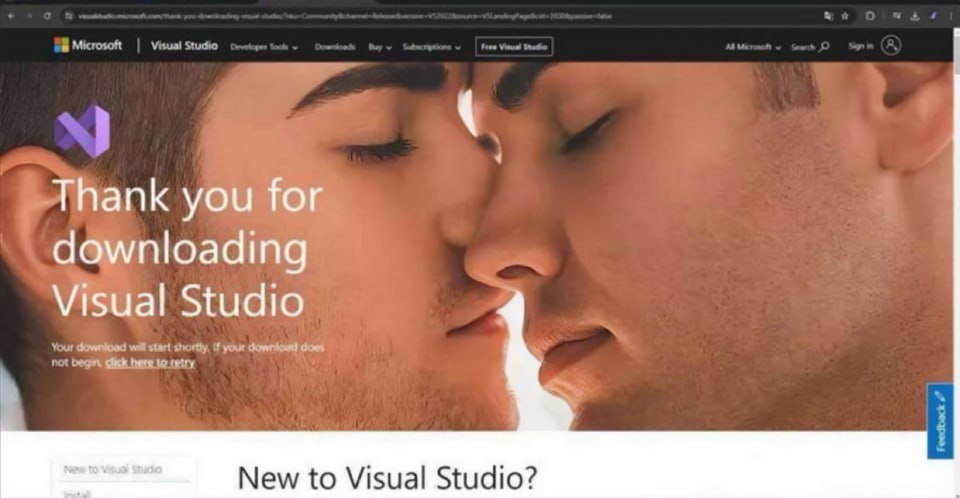 visualstudio.microsoft.com/thank-you-downloading-visual-studio/?sku=Community&channel=Release&version=VS2022&source=VSLandingPage&cid=2030&passive=false
Microsoft | Visual Studio Developer Tools Downloads Buy Subscriptions Free Visual Studio All Microsoft Search Sign in
Thank you for
downloading
Visual Studio
Your download will start shortly. If your download does
not begin, click here to retry
Feedback
New to Visual Studio
Install
New to Visual Studio?